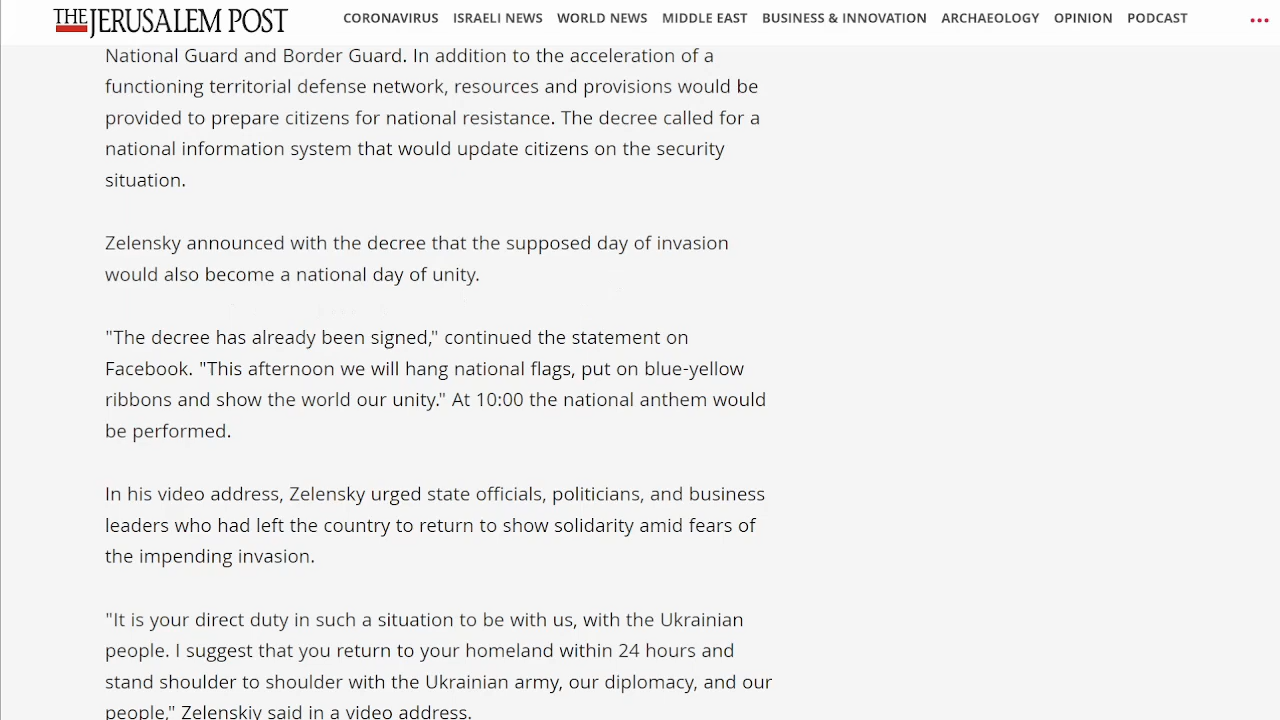 THE JERUSALEM POST
CORONAVIRUS ISRAELI NEWS WORLD NEWS MIDDLE EAST BUSINESS & INNOVATION ARCHAEOLOGY OPINION PODCAST
National Guard and Border Guard. In addition to the acceleration of a
functioning territorial defense network, resources and provisions would be
provided to prepare citizens for national resistance. The decree called for a
national information system that would update citizens on the security
situation.
Zelensky announced with the decree that the supposed day of invasion
would also become a national day of unity.
"The decree has already been signed," continued the statement on
Facebook. "This afternoon we will hang national flags, put on blue-yellow
ribbons and show the world our unity." At 10:00 the national anthem would
be performed.
In his video address, Zelensky urged state officials, politicians, and business
leaders who had left the country to return to show solidarity amid fears of
the impending invasion.
"It is your direct duty in such a situation to be with us, with the Ukrainian
people. I suggest that you return to your homeland within 24 hours and
stand shoulder to shoulder with the Ukrainian army, our diplomacy, and our
people," Zelenskiy said in a video address.